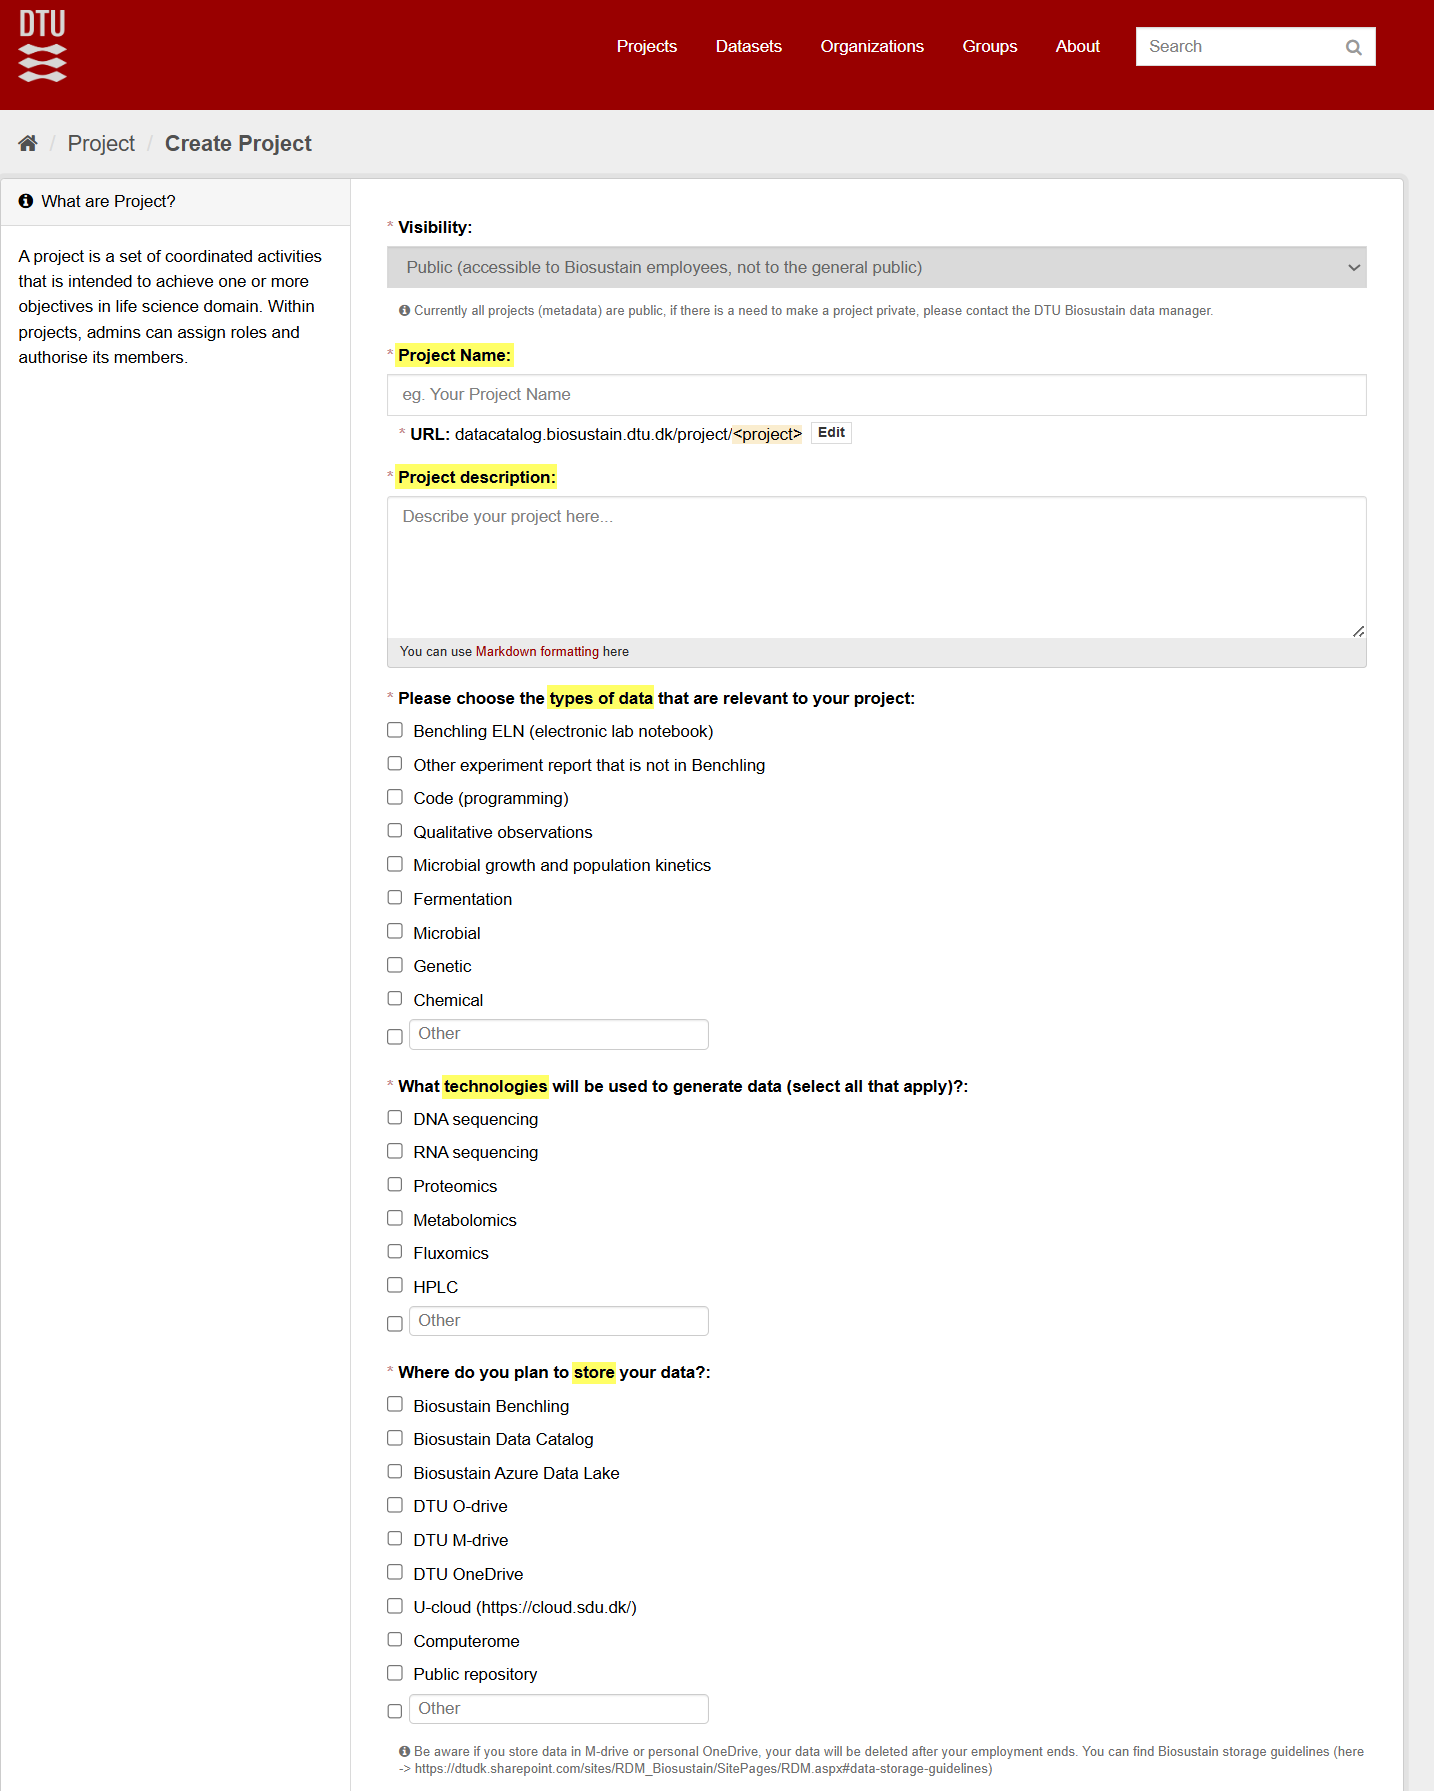 DTU
Projects Datasets Organizations Groups About Search
/ Project / Create Project
What are Project?
A project is a set of coordinated activities
that is intended to achieve one or more
objectives in life science domain. Within
projects, admins can assign roles and
authorise its members.
* Visibility:
Public (accessible to Biosustain employees, not to the general public)
Currently all projects (metadata) are public, if there is a need to make a project private, please contact the DTU Biosustain data manager.
* Project Name:
eg. Your Project Name
* URL: datacatalog.biosustain.dtu.dk/project/<project> Edit
* Project description:
Describe your project here...
You can use Markdown formatting here
* Please choose the types of data that are relevant to your project:
Benchling ELN (electronic lab notebook)
Other experiment report that is not in Benchling
Code (programming)
Qualitative observations
Microbial growth and population kinetics
Fermentation
Microbial
Genetic
Chemical
Other
* What technologies will be used to generate data (select all that apply)?:
DNA sequencing
RNA sequencing
Proteomics
Metabolomics
Fluxomics
HPLC
Other
* Where do you plan to store your data?:
Biosustain Benchling
Biosustain Data Catalog
Biosustain Azure Data Lake
DTU O-drive
DTU M-drive
DTU OneDrive
U-cloud (https://cloud.sdu.dk/)
Computerome
Public repository
Other
Be aware if you store data in M-drive or personal OneDrive, your data will be deleted after your employment ends. You can find Biosustain storage guidelines (here
-> https://dtudk.sharepoint.com/sites/RDM_Biosustain/SitePages/RDM.aspx#data-storage-guidelines)